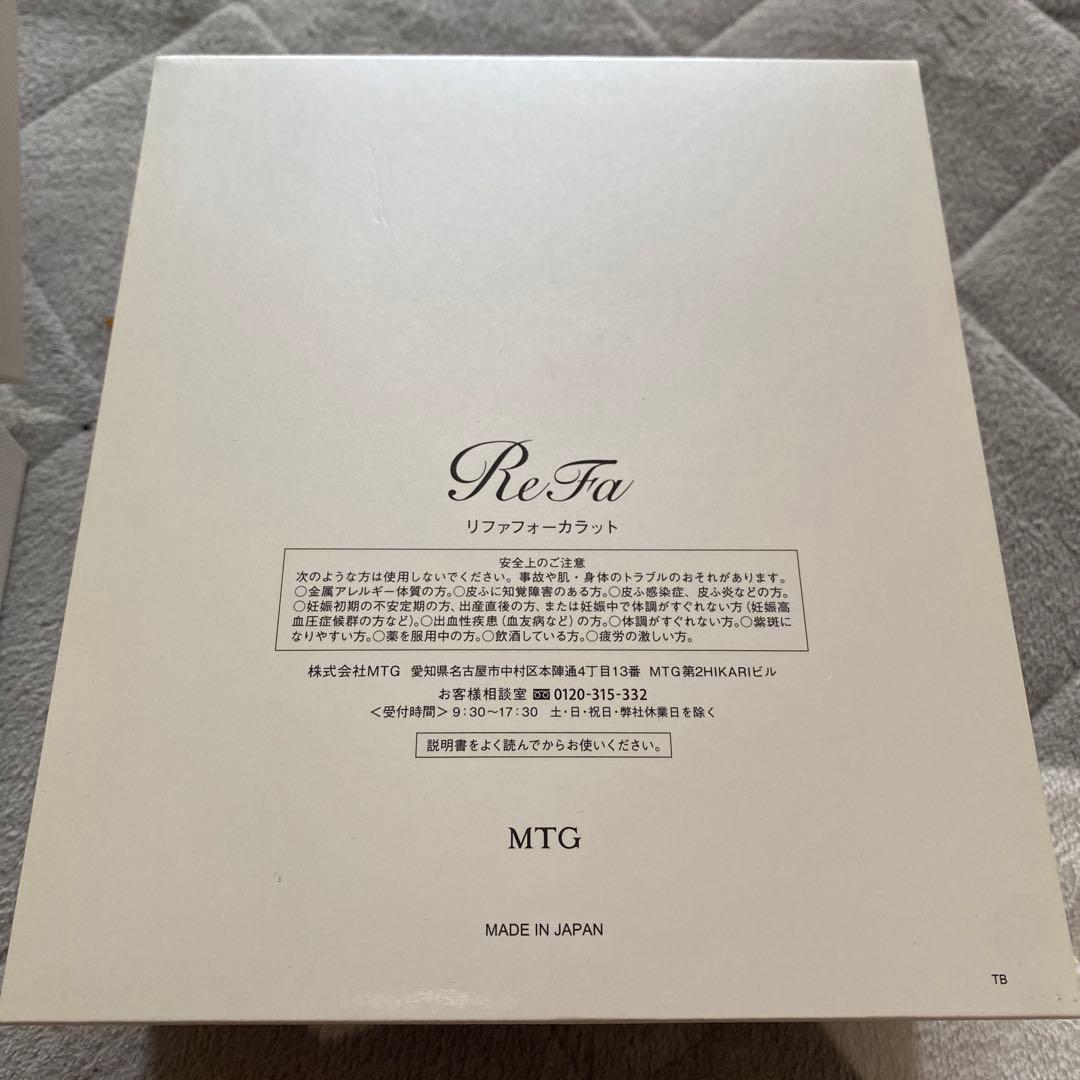 ReFa
リファフォーカラット
安全上のご注意
次のような方は使用しないでください。事故や肌・身体のトラブルのおそれがあります。
○金属アレルギー体質の方。○皮ふに知覚障害のある方。○皮ふ感染症、皮ふ炎などの方。
○妊娠初期の不安定期の方、出産直後の方、または妊娠中で体調がすぐれない方（妊娠高
血圧症候群の方など）。○出血性疾患（血友病など）の方。○体調がすぐれない方。○紫斑に
なりやすい方。○薬を服用中の方。○飲酒している方。○疲労の激しい方。
株式会社MTG 愛知県名古屋市中村区本陣通4丁目13番 MTG第2HIKARIビル
お客様相談室 0120-315-332
＜受付時間＞9:30〜17:30 土・日・祝日・弊社休業日を除く
説明書をよく読んでからお使いください。
MTG
MADE IN JAPAN
TB